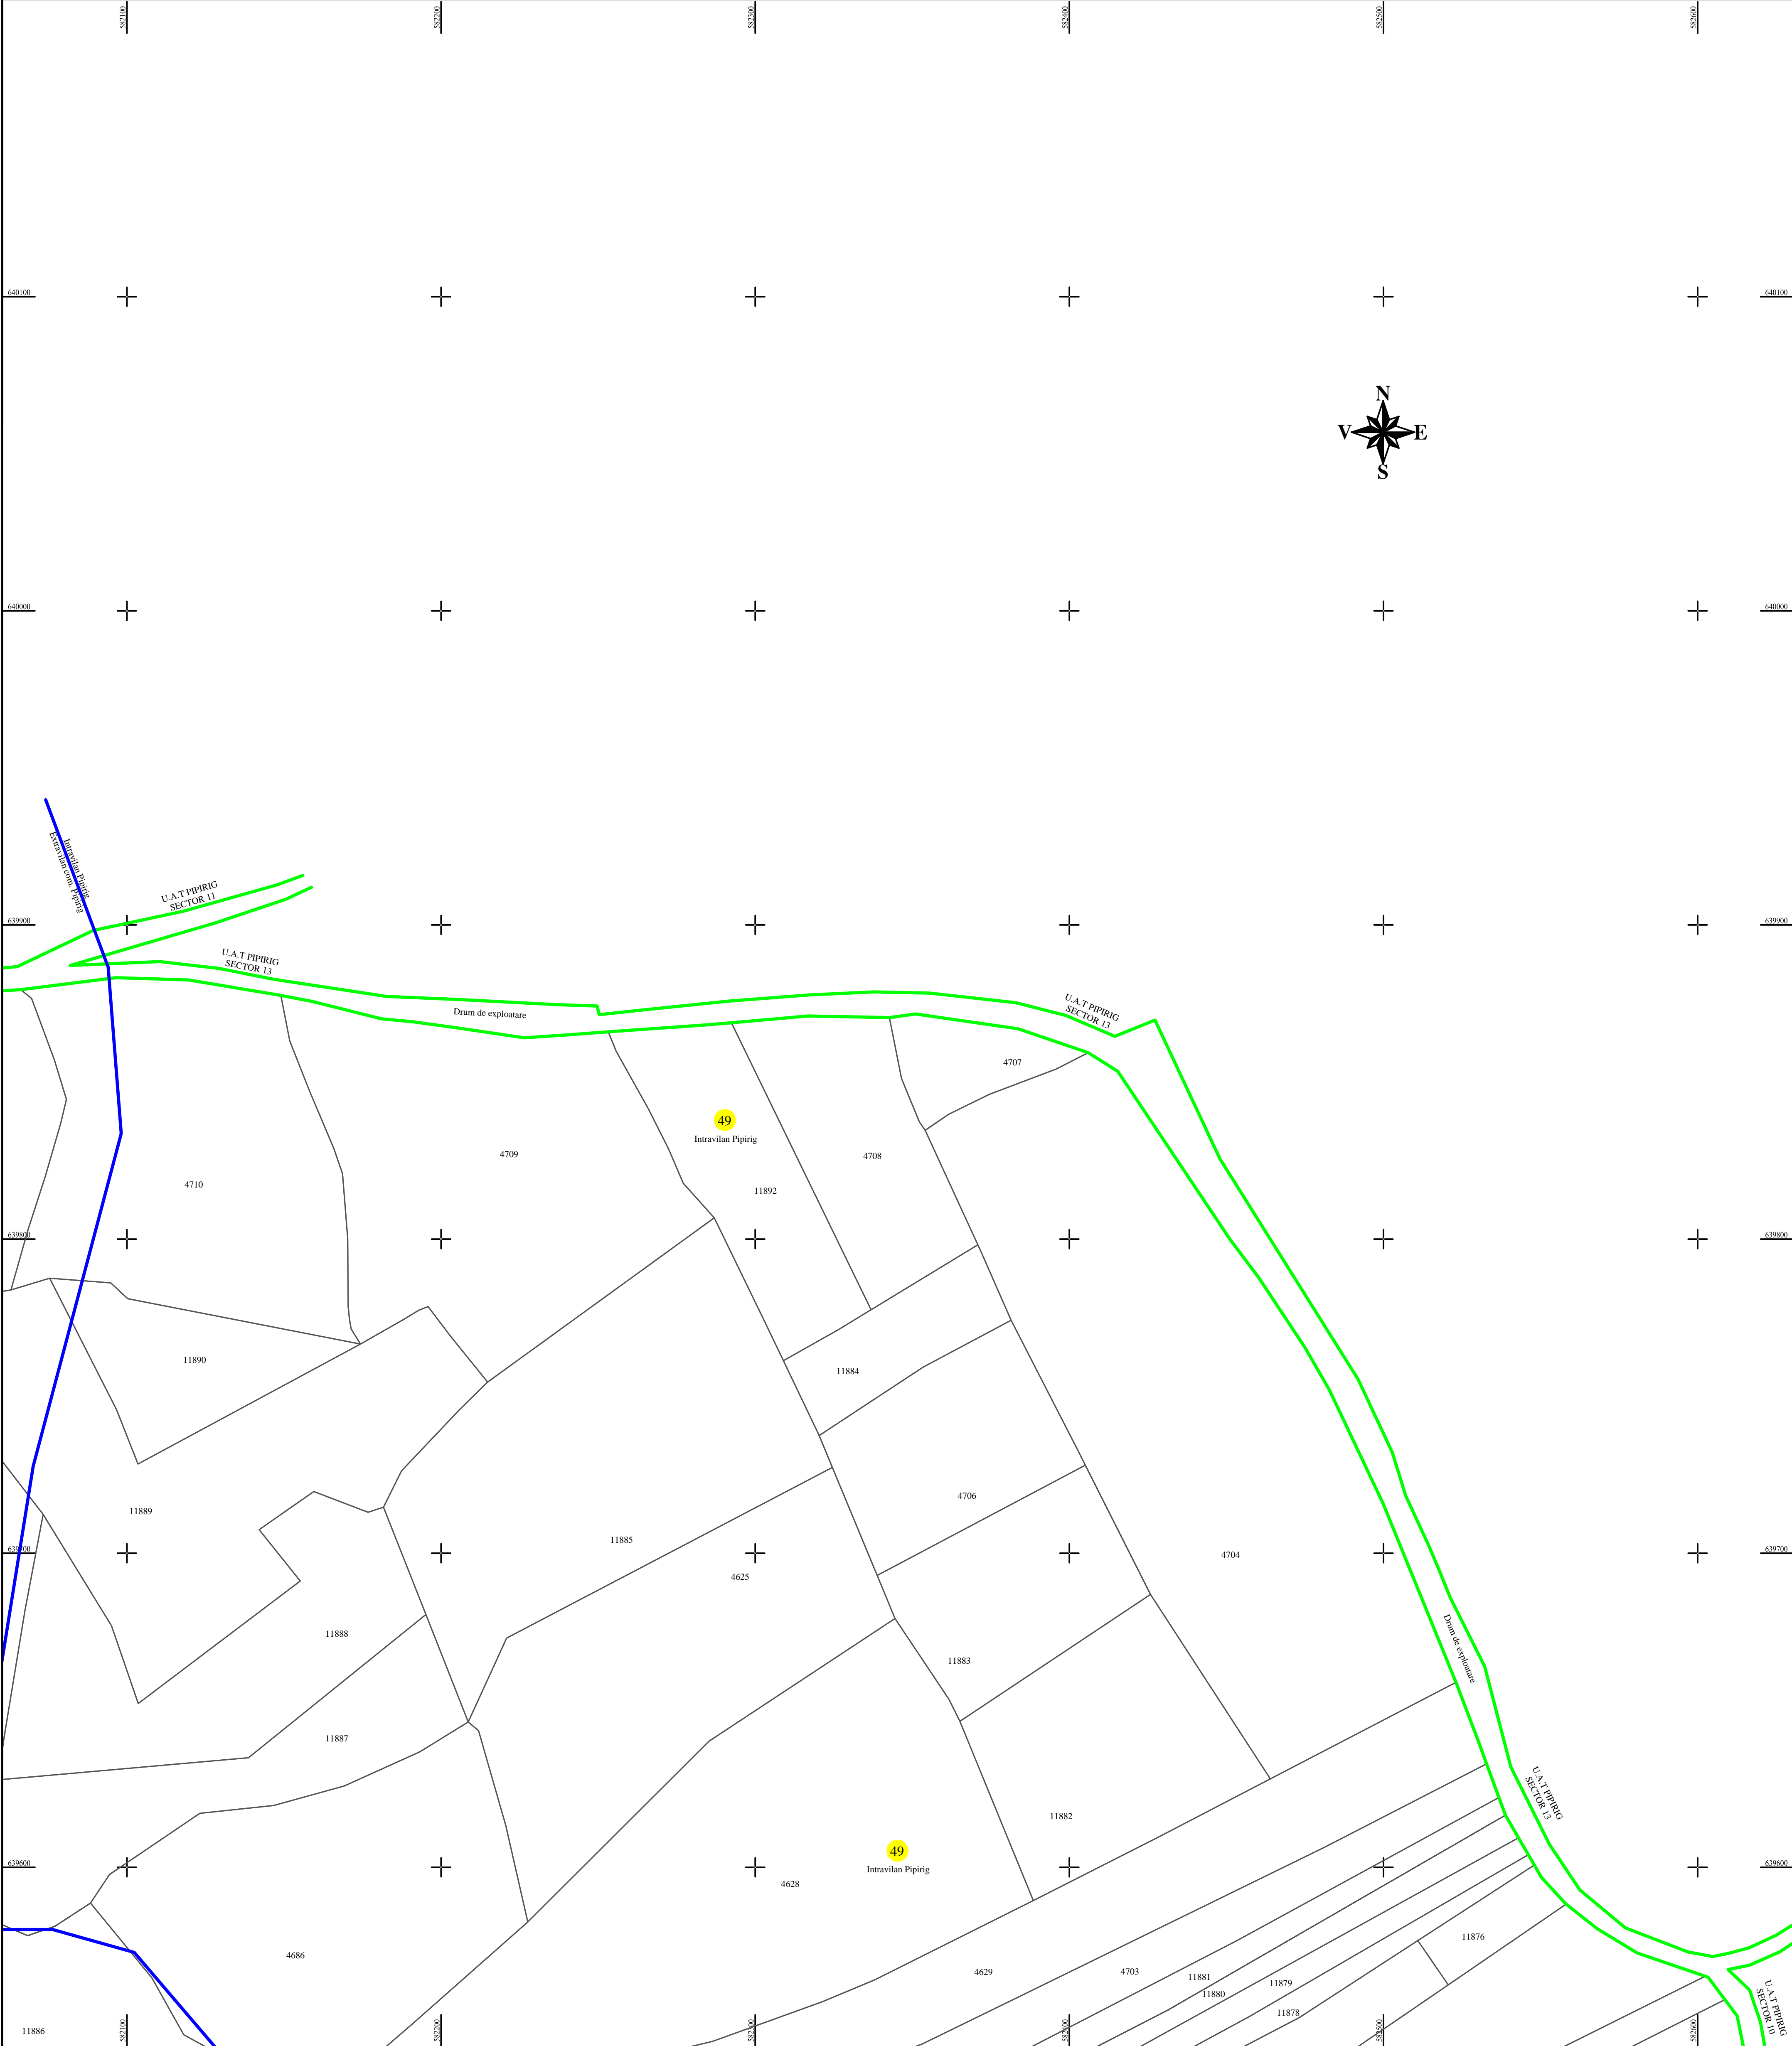 582100
582200
582300
582400
582500
582600
640100
640100
N
V E
S
640000
640000
Intravilan Pipirig
Extravilan com. Pipirig
U.A.T PIPIRIG
SECTOR 11
639900
639900
U.A.T PIPIRIG
SECTOR 13
Drum de exploatare
U.A.T PIPIRIG
SECTOR 13
4707
49
Intravilan Pipirig
4709
4708
4710
11892
639800
639800
11890
11884
4706
11889
11885
639700
4704
639700
4625
11888
Drum de exploatare
11883
11887
U.A.T PIPIRIG
SECTOR 13
11882
49
Intravilan Pipirig
639600
639600
4628
11876
4686
4629
4703
11881
11879
11880
11878
U.A.T PIPIRIG
SECTOR 10
11886
582100
582200
582300
582400
582500
582600